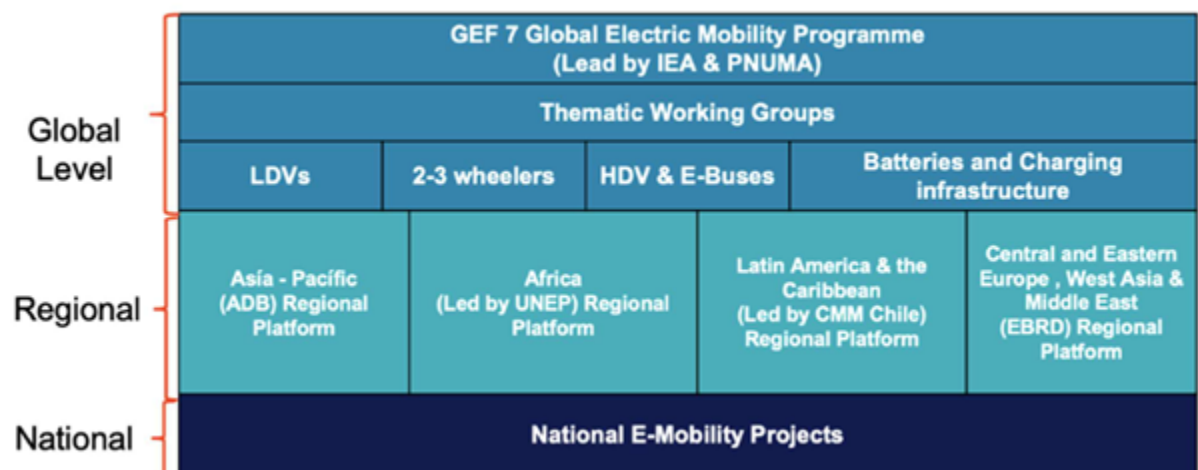 GEF 7 Global Electric Mobility Programme
(Lead by IEA & PNUMA)
Thematic Working Groups
Global
Level
LDVs
2-3 wheelers
HDV & E-Buses
Batteries and Charging
infrastructure
Regional
Asía - Pacífic
(ADB) Regional
Platform
Africa
(Led by UNEP) Regional
Platform
Latin America & the
Caribbean
(Led by CMM Chile)
Regional Platform
Central and Eastern
Europe , West Asia &
Middle East
(EBRD) Regional
Platform
National
National E-Mobility Projects